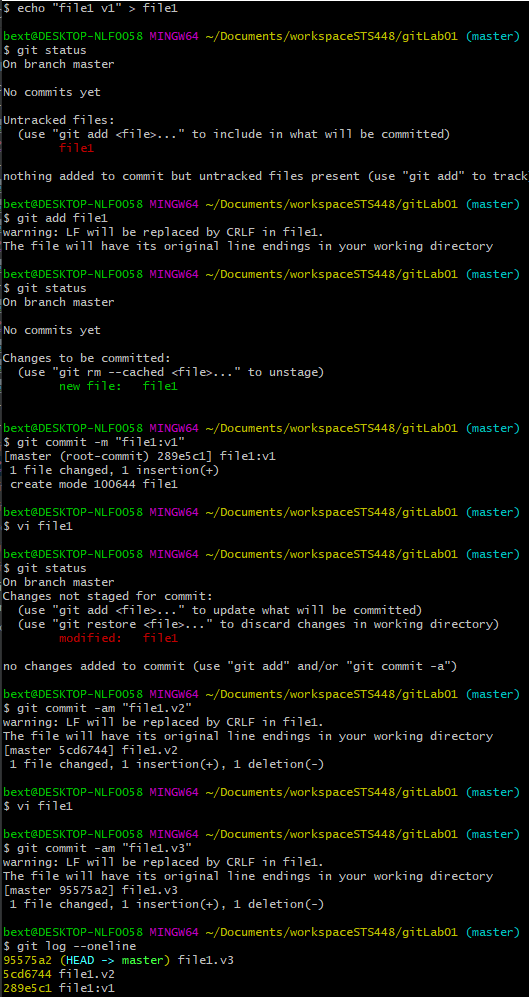 $ echo "file1 v1" > file1
bext@DESKTOP-NLF0O58 MINGW64 ~/Documents/workspaceSTS448/gitLab01 (master)
$ git status
On branch master
No commits yet
Untracked files:
  (use "git add <file>..." to include in what will be committed)
        file1
nothing added to commit but untracked files present (use "git add" to track
bext@DESKTOP-NLF0O58 MINGW64 ~/Documents/workspaceSTS448/gitLab01 (master)
$ git add file1
warning: LF will be replaced by CRLF in file1.
The file will have its original line endings in your working directory
bext@DESKTOP-NLF0O58 MINGW64 ~/Documents/workspaceSTS448/gitLab01 (master)
$ git status
On branch master
No commits yet
Changes to be committed:
  (use "git rm --cached <file>..." to unstage)
        new file:   file1
bext@DESKTOP-NLF0O58 MINGW64 ~/Documents/workspaceSTS448/gitLab01 (master)
$ git commit -m "file1:v1"
[master (root-commit) 289e5c1] file1:v1
 1 file changed, 1 insertion(+)
 create mode 100644 file1
bext@DESKTOP-NLF0O58 MINGW64 ~/Documents/workspaceSTS448/gitLab01 (master)
$ vi file1
bext@DESKTOP-NLF0O58 MINGW64 ~/Documents/workspaceSTS448/gitLab01 (master)
$ git status
On branch master
Changes not staged for commit:
  (use "git add <file>..." to update what will be committed)
  (use "git restore <file>..." to discard changes in working directory)
        modified:   file1
no changes added to commit (use "git add" and/or "git commit -a")
bext@DESKTOP-NLF0O58 MINGW64 ~/Documents/workspaceSTS448/gitLab01 (master)
$ git commit -am "file1.v2"
warning: LF will be replaced by CRLF in file1.
The file will have its original line endings in your working directory
[master 5cd6744] file1.v2
 1 file changed, 1 insertion(+), 1 deletion(-)
bext@DESKTOP-NLF0O58 MINGW64 ~/Documents/workspaceSTS448/gitLab01 (master)
$ vi file1
bext@DESKTOP-NLF0O58 MINGW64 ~/Documents/workspaceSTS448/gitLab01 (master)
$ git commit -am "file1.v3"
warning: LF will be replaced by CRLF in file1.
The file will have its original line endings in your working directory
[master 95575a2] file1.v3
 1 file changed, 1 insertion(+), 1 deletion(-)
bext@DESKTOP-NLF0O58 MINGW64 ~/Documents/workspaceSTS448/gitLab01 (master)
$ git log --oneline
95575a2 (HEAD -> master) file1.v3
5cd6744 file1.v2
289e5c1 file1:v1